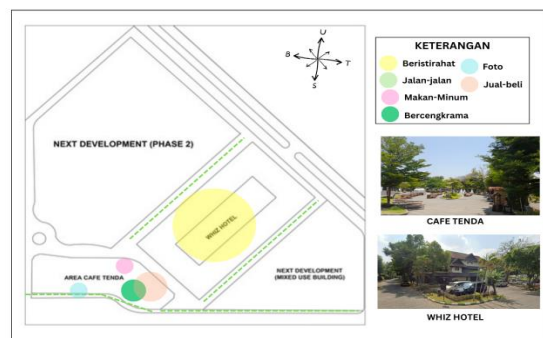 U
B
T
S
KETERANGAN
Beristirahat
Foto
Jalan-jalan
Jual-beli
Makan-Minum
Bercengkrama
NEXT DEVELOPMENT (PHASE 2)
WHIZ HOTEL
AREA CAFE TENDA
NEXT DEVELOPMENT
(MIXED USE BUILDING)
CAFE TENDA
WHIZ HOTEL